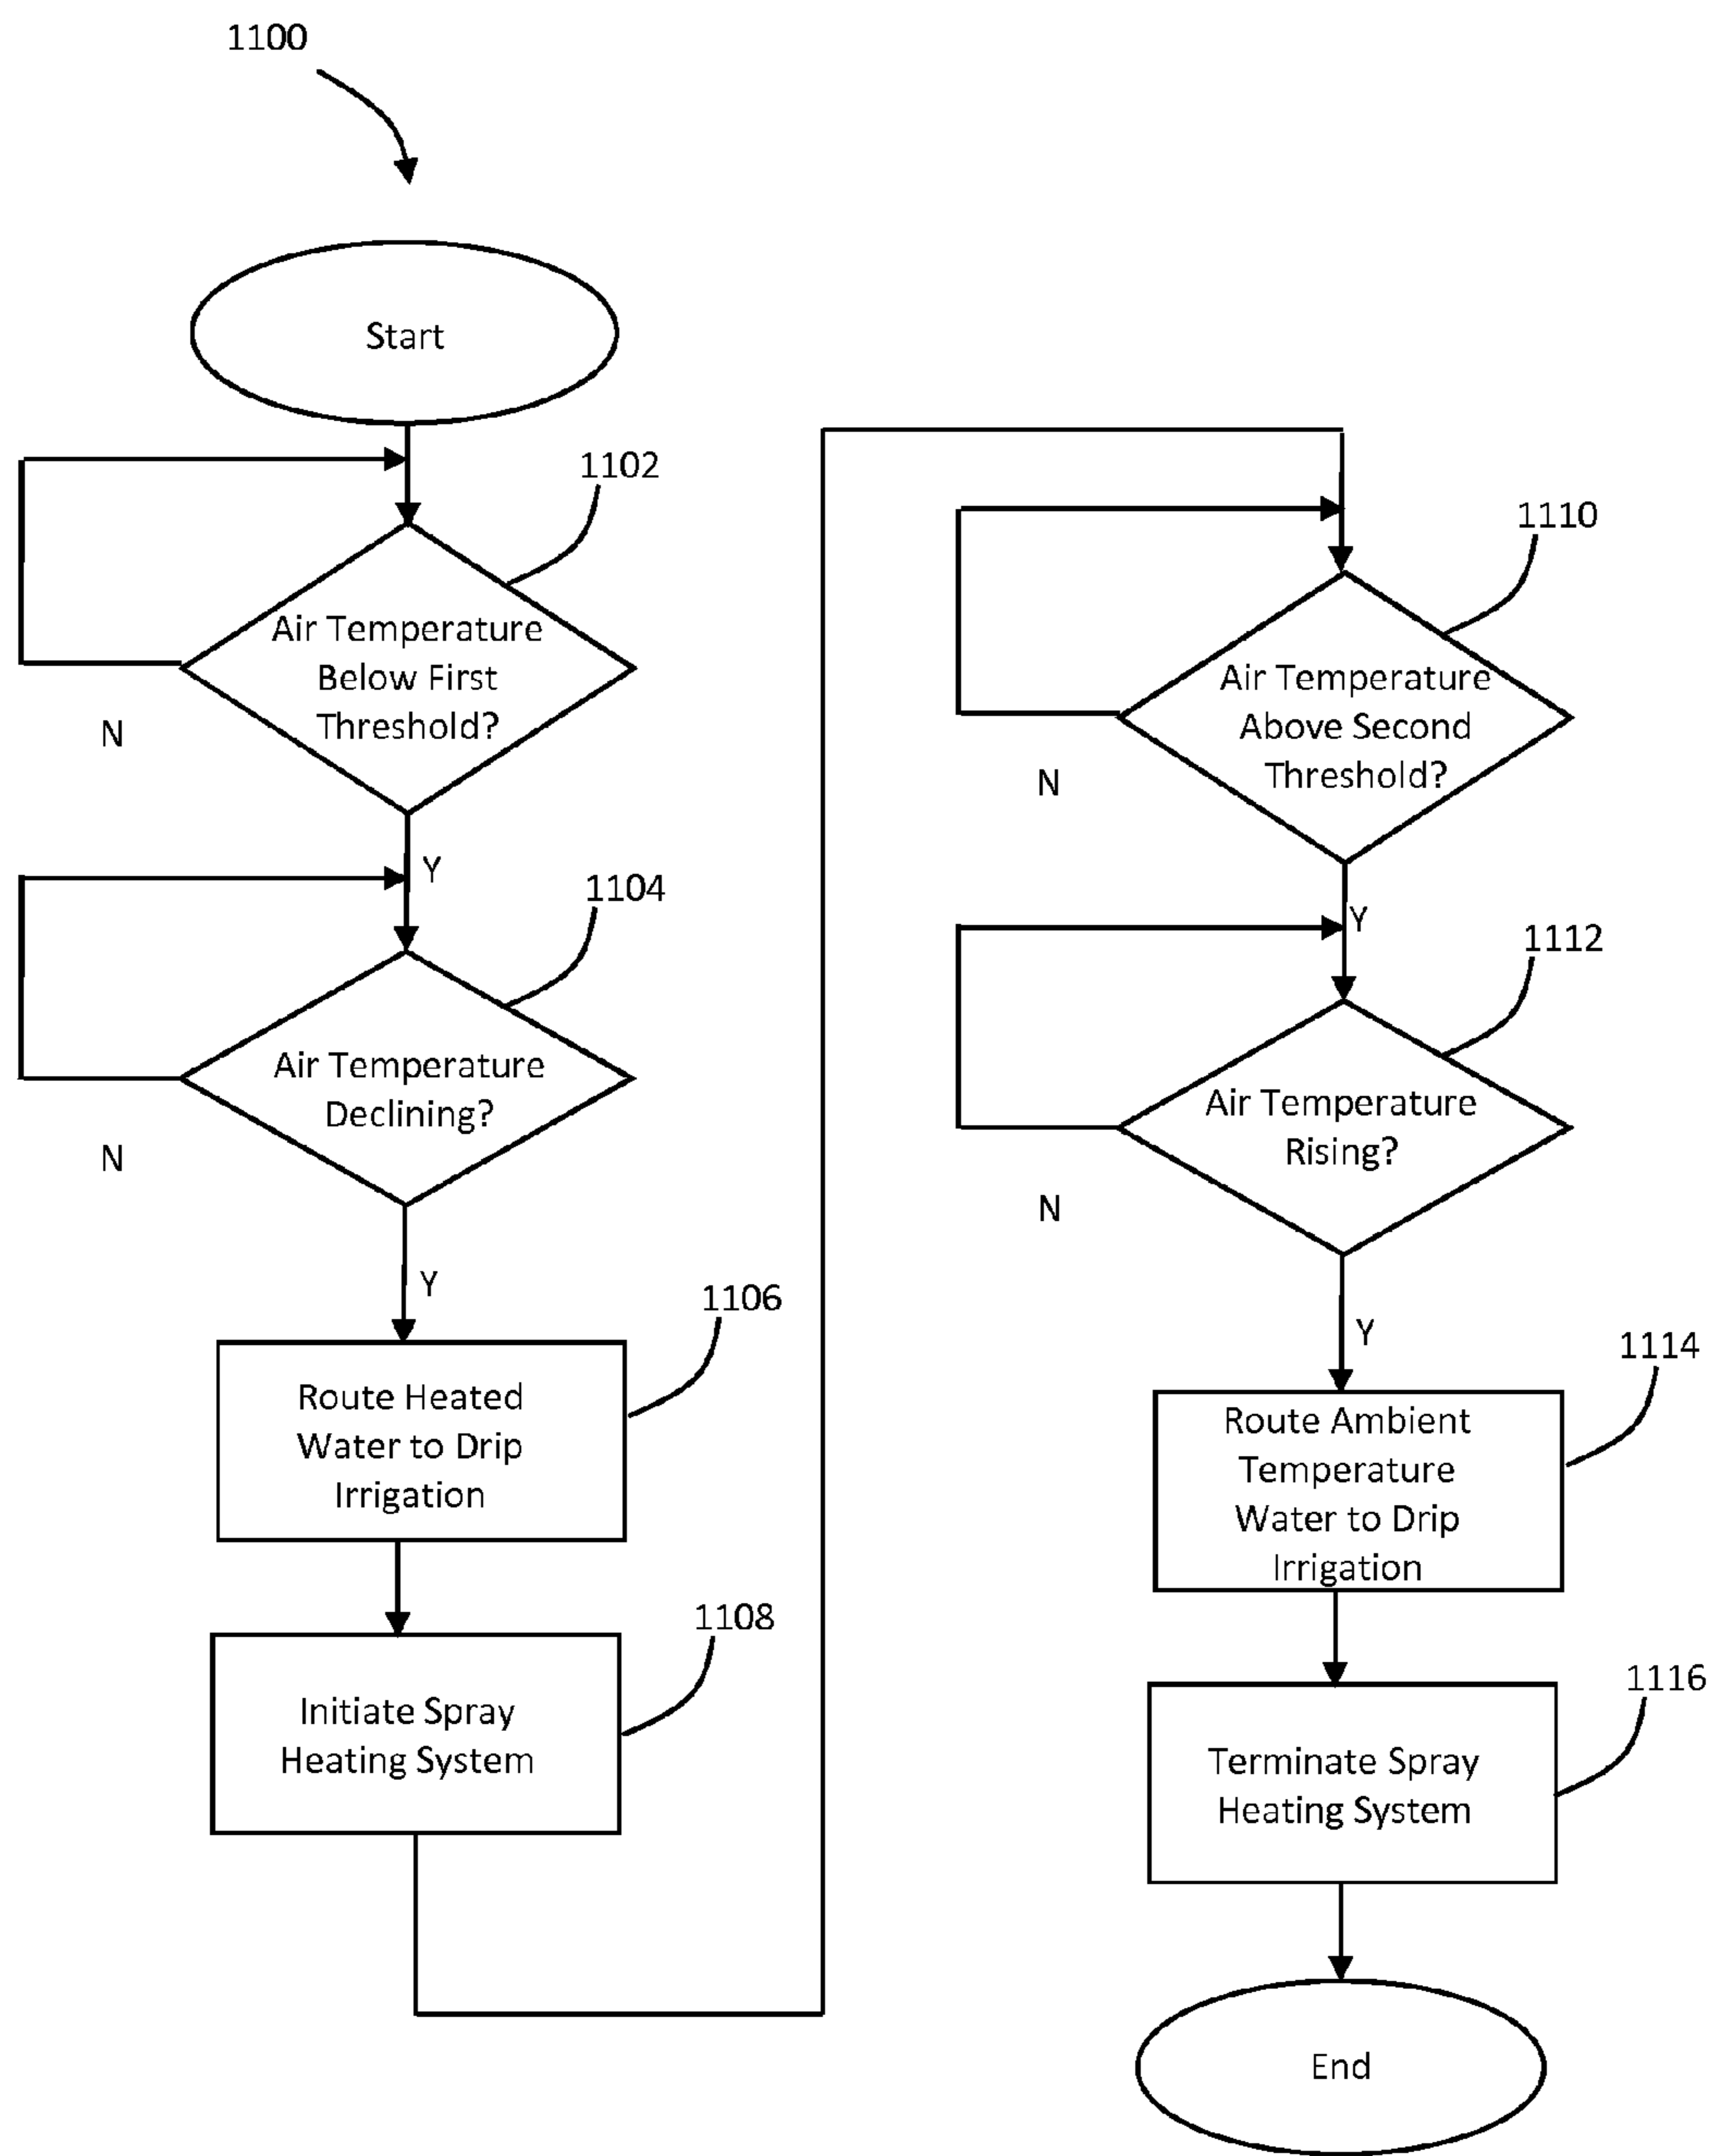 1100
Start
1102
Air Temperature
Below First
Threshold?
N
Y
1104
Air Temperature
Declining?
N
Y
1106
Route Heated
Water to Drip
Irrigation
1108
Initiate Spray
Heating System
1110
Air Temperature
Above Second
Threshold?
N
Y
1112
Air Temperature
Rising?
N
Y
1114
Route Ambient
Temperature
Water to Drip
Irrigation
1116
Terminate Spray
Heating System
End